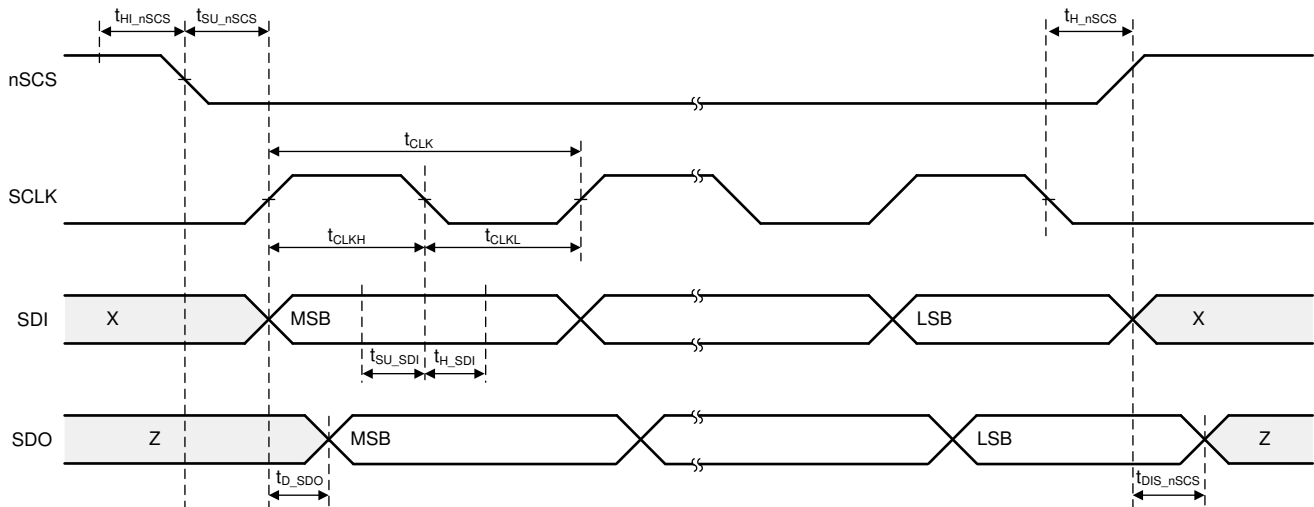 tHI_nSCS tSU_nSCS tH_nSCS
nSCS
tCLK
SCLK
tCLKH tCLKL
SDI X MSB LSB X
tSU_SDI tH_SDI
SDO Z MSB LSB Z
tD_SDO tDIS_nSCS